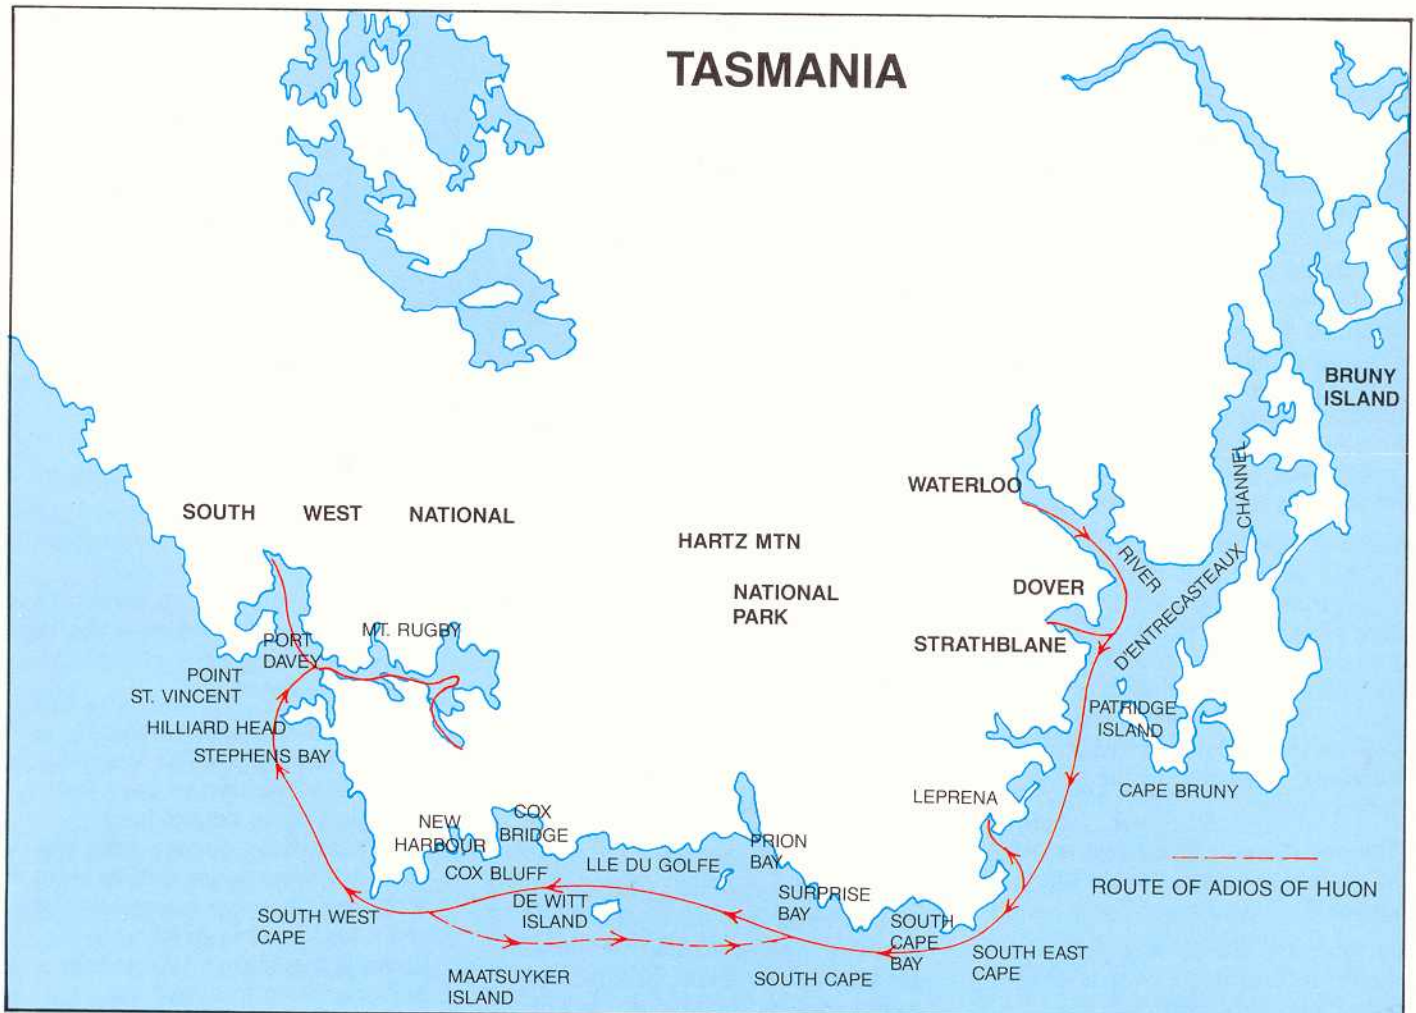 TASMANIA
BRUNY
ISLAND
WATERLOO
CHANNEL
SOUTH WEST NATIONAL
HARTZ MTN
RIVER
D'ENTRECASTEAUX
NATIONAL
PARK
DOVER
STRATHBLANE
MT. RUGBY
PORT
DAVEY
POINT
ST. VINCENT
HILLIARD HEAD
STEPHENS BAY
PATRIDGE
ISLAND
CAPE BRUNY
LEPRENA
NEW
HARBOUR
COX
BRIDGE
PRION
BAY
COX BLUFF
LLE DU GOLFE
ROUTE OF ADIOS OF HUON
DE WITT
ISLAND
SURPRISE
BAY
SOUTH WEST
CAPE
SOUTH
CAPE
BAY
SOUTH EAST
CAPE
MAATSUYKER
ISLAND
SOUTH CAPE